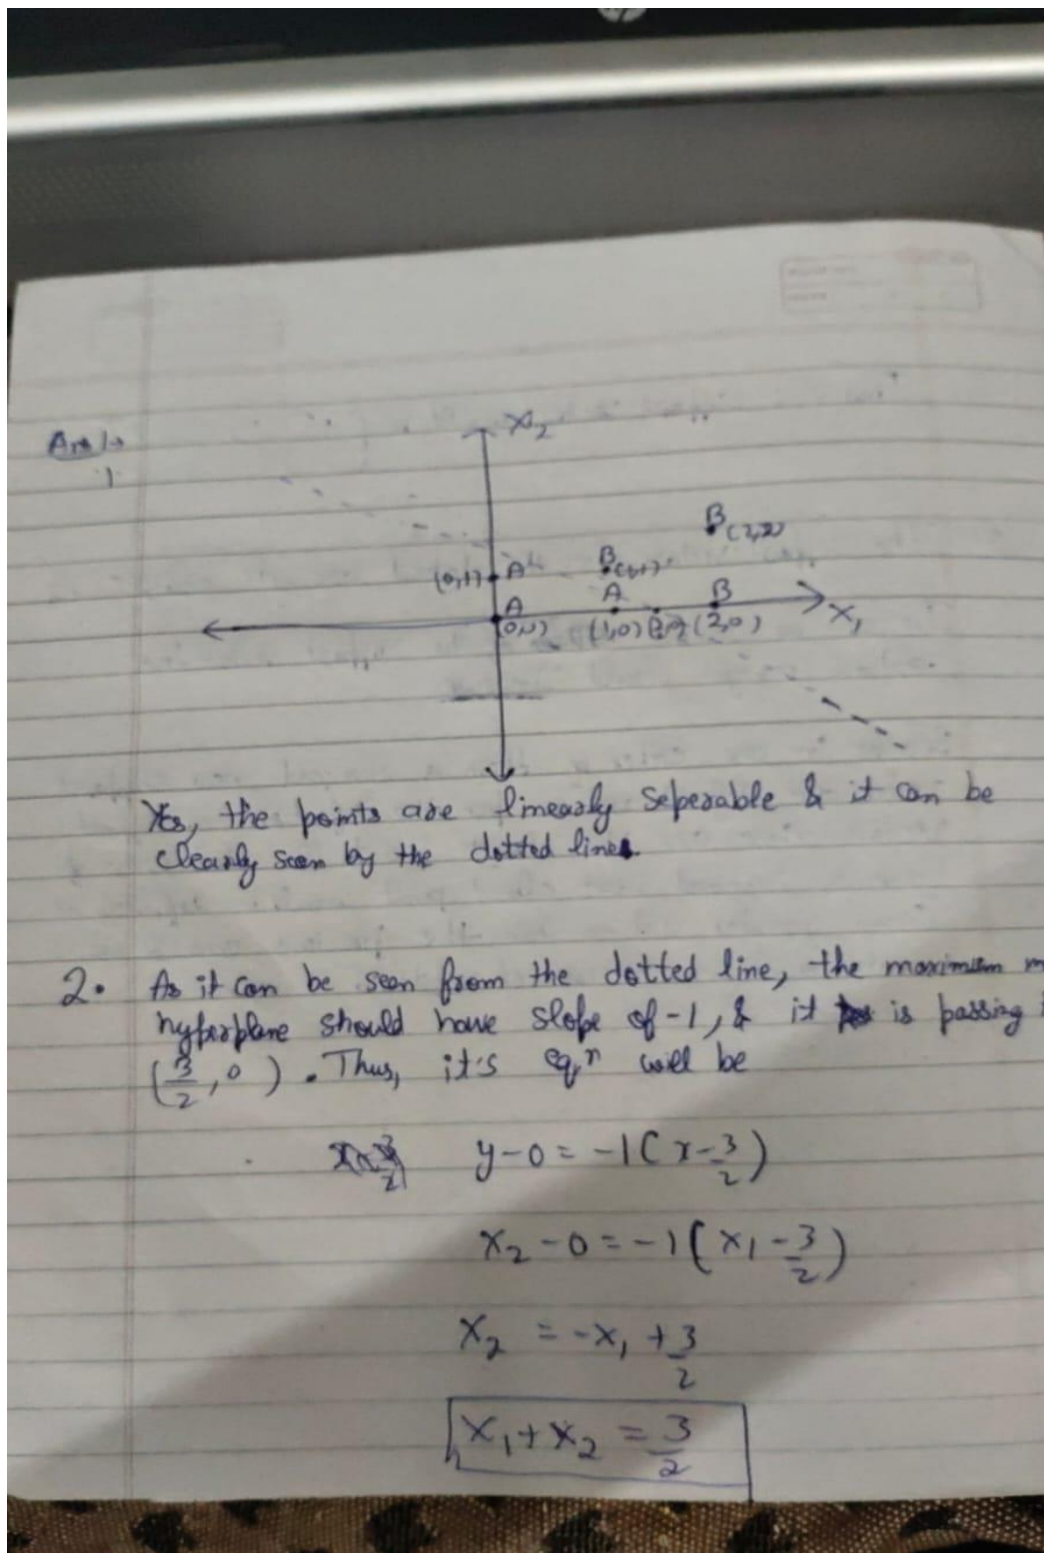 Ans 1→
1.
X₂
B (2,2)
(0,1) A
B (1,1)
A
A
B
X₁
(0,0)
(1,0)
(2,0)
Yes, the points are linearly seperable & it can be
clearly seen by the dotted line.
2. As it can be seen from the dotted line, the maximum m
hyperplane should have slope of -1, & it is passing
(3/2, 0). Thus, it's eqⁿ will be
y-0 = -1(x-3/2)
X₂-0 = -1(X₁-3/2)
X₂ = -X₁+3/2
X₁+X₂ = 3/2